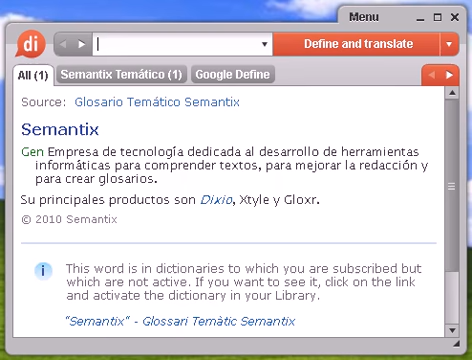 Menu
di
Define and translate
All (1)
Semantix Temático (1)
Google Define
Source: Glosario Temático Semantix
Semantix
Gen Empresa de tecnología dedicada al desarrollo de herramientas
informáticas para comprender textos, para mejorar la redacción y
para crear glosarios.
Su principales productos son Dixio, Xtyle y Gloxr.
© 2010 Semantix
i
This word is in dictionaries to which you are subscribed but
which are not active. If you want to see it, click on the link
and activate the dictionary in your Library.
"Semantix" - Glossari Temàtic Semantix